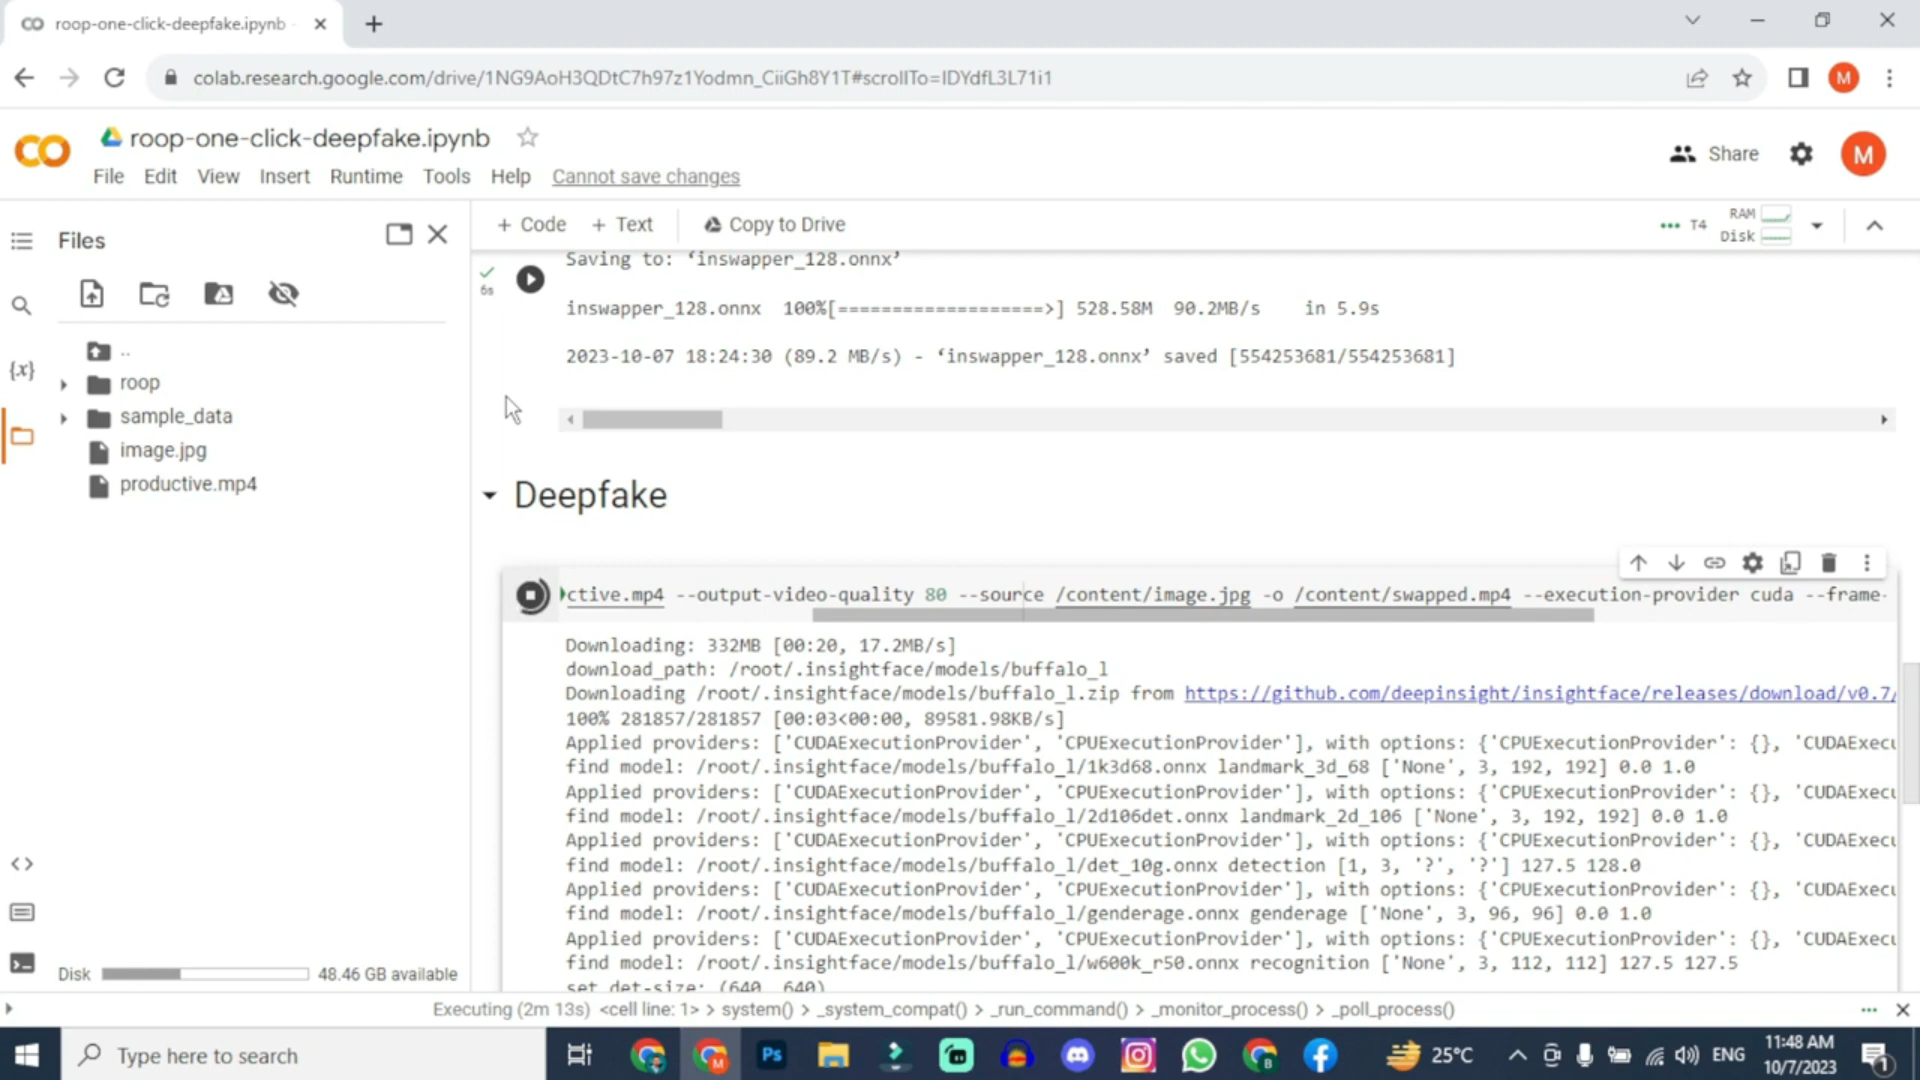 roop-one-click-deepfake.ipynb
colab.research.google.com/drive/1NG9AoH3QDtC7h97z1Yodmn_CiiGh8Y1T#scrollTo=IDYdfL3L71i1
M
roop-one-click-deepfake.ipynb
File Edit View Insert Runtime Tools Help Cannot save changes
Share
M
Files
+ Code + Text Copy to Drive
T4 RAM
Disk
..
roop
sample_data
image.jpg
productive.mp4
Disk 48.46 GB available
Saving to: ‘inswapper_128.onnx’
6s
inswapper_128.onnx 100%[===================>] 528.58M 90.2MB/s in 5.9s
2023-10-07 18:24:30 (89.2 MB/s) - ‘inswapper_128.onnx’ saved [554253681/554253681]
Deepfake
ctive.mp4 --output-video-quality 80 --source /content/image.jpg -o /content/swapped.mp4 --execution-provider cuda --frame-
Downloading: 332MB [00:20, 17.2MB/s]
download_path: /root/.insightface/models/buffalo_l
Downloading /root/.insightface/models/buffalo_l.zip from https://github.com/deepinsight/insightface/releases/download/v0.7/
100% 281857/281857 [00:03<00:00, 89581.98KB/s]
Applied providers: ['CUDAExecutionProvider', 'CPUExecutionProvider'], with options: {'CPUExecutionProvider': {}, 'CUDAExecu
find model: /root/.insightface/models/buffalo_l/1k3d68.onnx landmark_3d_68 ['None', 3, 192, 192] 0.0 1.0
Applied providers: ['CUDAExecutionProvider', 'CPUExecutionProvider'], with options: {'CPUExecutionProvider': {}, 'CUDAExecu
find model: /root/.insightface/models/buffalo_l/2d106det.onnx landmark_2d_106 ['None', 3, 192, 192] 0.0 1.0
Applied providers: ['CUDAExecutionProvider', 'CPUExecutionProvider'], with options: {'CPUExecutionProvider': {}, 'CUDAExecu
find model: /root/.insightface/models/buffalo_l/det_10g.onnx detection [1, 3, '?', '?'] 127.5 128.0
Applied providers: ['CUDAExecutionProvider', 'CPUExecutionProvider'], with options: {'CPUExecutionProvider': {}, 'CUDAExecu
find model: /root/.insightface/models/buffalo_l/genderage.onnx genderage ['None', 3, 96, 96] 0.0 1.0
Applied providers: ['CUDAExecutionProvider', 'CPUExecutionProvider'], with options: {'CPUExecutionProvider': {}, 'CUDAExecu
find model: /root/.insightface/models/buffalo_l/w600k_r50.onnx recognition ['None', 3, 112, 112] 127.5 127.5
set det-size: (640, 640)
Executing (2m 13s) <cell line: 1> > system() > _system_compat() > _run_command() > _monitor_process() > _poll_process()
Type here to search
Ps
25°C
ENG
11:48 AM
10/7/2023
1